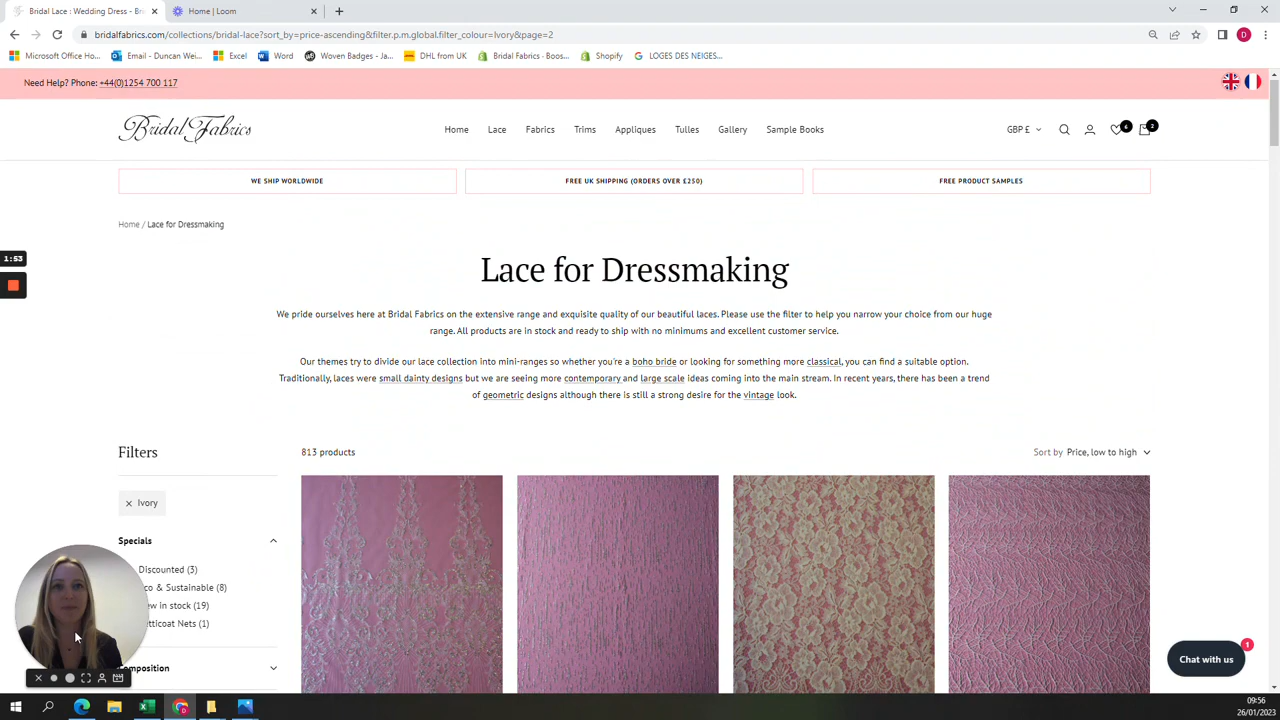 Bridal Lace : Wedding Dress - Br
Home | Loom
bridalfabrics.com/collections/bridal-lace?sort_by=price-ascending&filter.p.m.global.filter_colour=Ivory&page=2
D
Microsoft Office Ho...
Email - Duncan Wei...
Excel
Word
Woven Badges - Ja...
DHL from UK
Bridal Fabrics - Boos...
Shopify
LOGES DES NEIGES...
Need Help? Phone: +44(0)1254 700 117
Bridal Fabrics
Home
Lace
Fabrics
Trims
Appliques
Tulles
Gallery
Sample Books
GBP £
6
2
WE SHIP WORLDWIDE
FREE UK SHIPPING (ORDERS OVER £250)
FREE PRODUCT SAMPLES
Home / Lace for Dressmaking
1:53
Lace for Dressmaking
We pride ourselves here at Bridal Fabrics on the extensive range and exquisite quality of our beautiful laces. Please use the filter to help you narrow your choice from our huge
range. All products are in stock and ready to ship with no minimums and excellent customer service.
Our themes try to divide our lace collection into mini-ranges so whether you're a boho bride or looking for something more classical, you can find a suitable option.
Traditionally, laces were small dainty designs but we are seeing more contemporary and large scale ideas coming into the main stream. In recent years, there has been a trend
of geometric designs although there is still a strong desire for the vintage look.
Filters
813 products
Sort by Price, low to high
Ivory
Specials
Discounted (3)
co & Sustainable (8)
ew in stock (19)
etticoat Nets (1)
omposition
Chat with us
1
09:56
26/01/2023